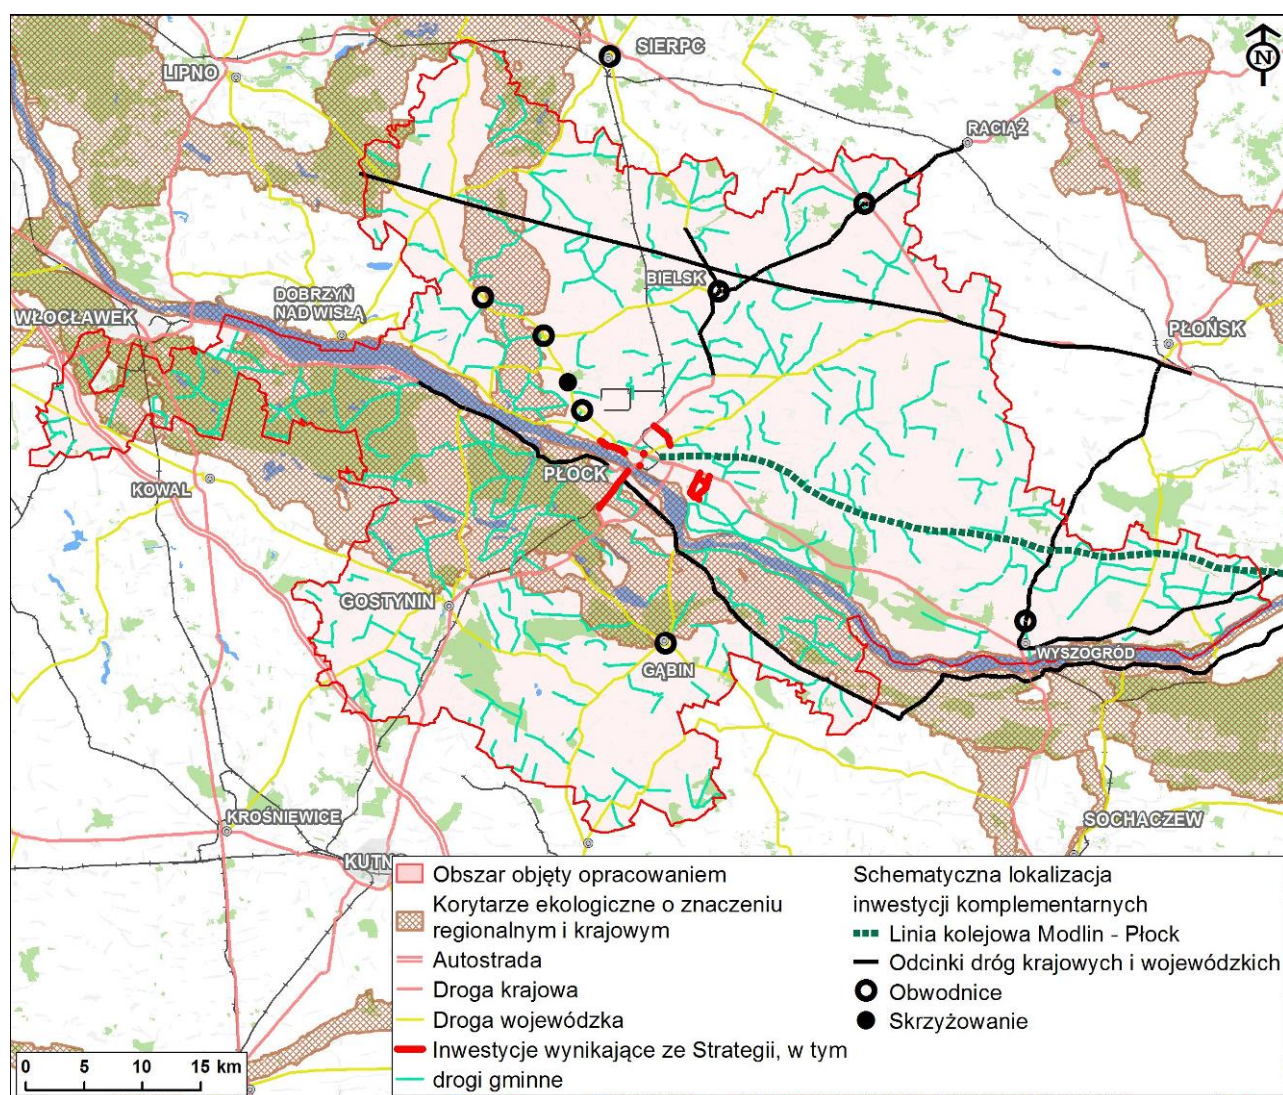 SIERPC
N
LIPNO
RACIĄŻ
BIELSK
DOBRZYŃ
NAD WISŁĄ
WŁOCŁAWEK
PŁOŃSK
PŁOCK
KOWAL
GOSTYNIN
WYSZOGRÓD
GĄBIN
KROŚNIEWICE
SOCHACZEW
KUTN
Obszar objęty opracowaniem
Korytarze ekologiczne o znaczeniu
regionalnym i krajowym
Autostrada
Droga krajowa
Droga wojewódzka
Inwestycje wynikające ze Strategii, w tym
drogi gminne
Schematyczna lokalizacja
inwestycji komplementarnych
Linia kolejowa Modlin - Płock
Odcinki dróg krajowych i wojewódzkich
Obwodnice
Skrzyżowanie
0 5 10 15 km